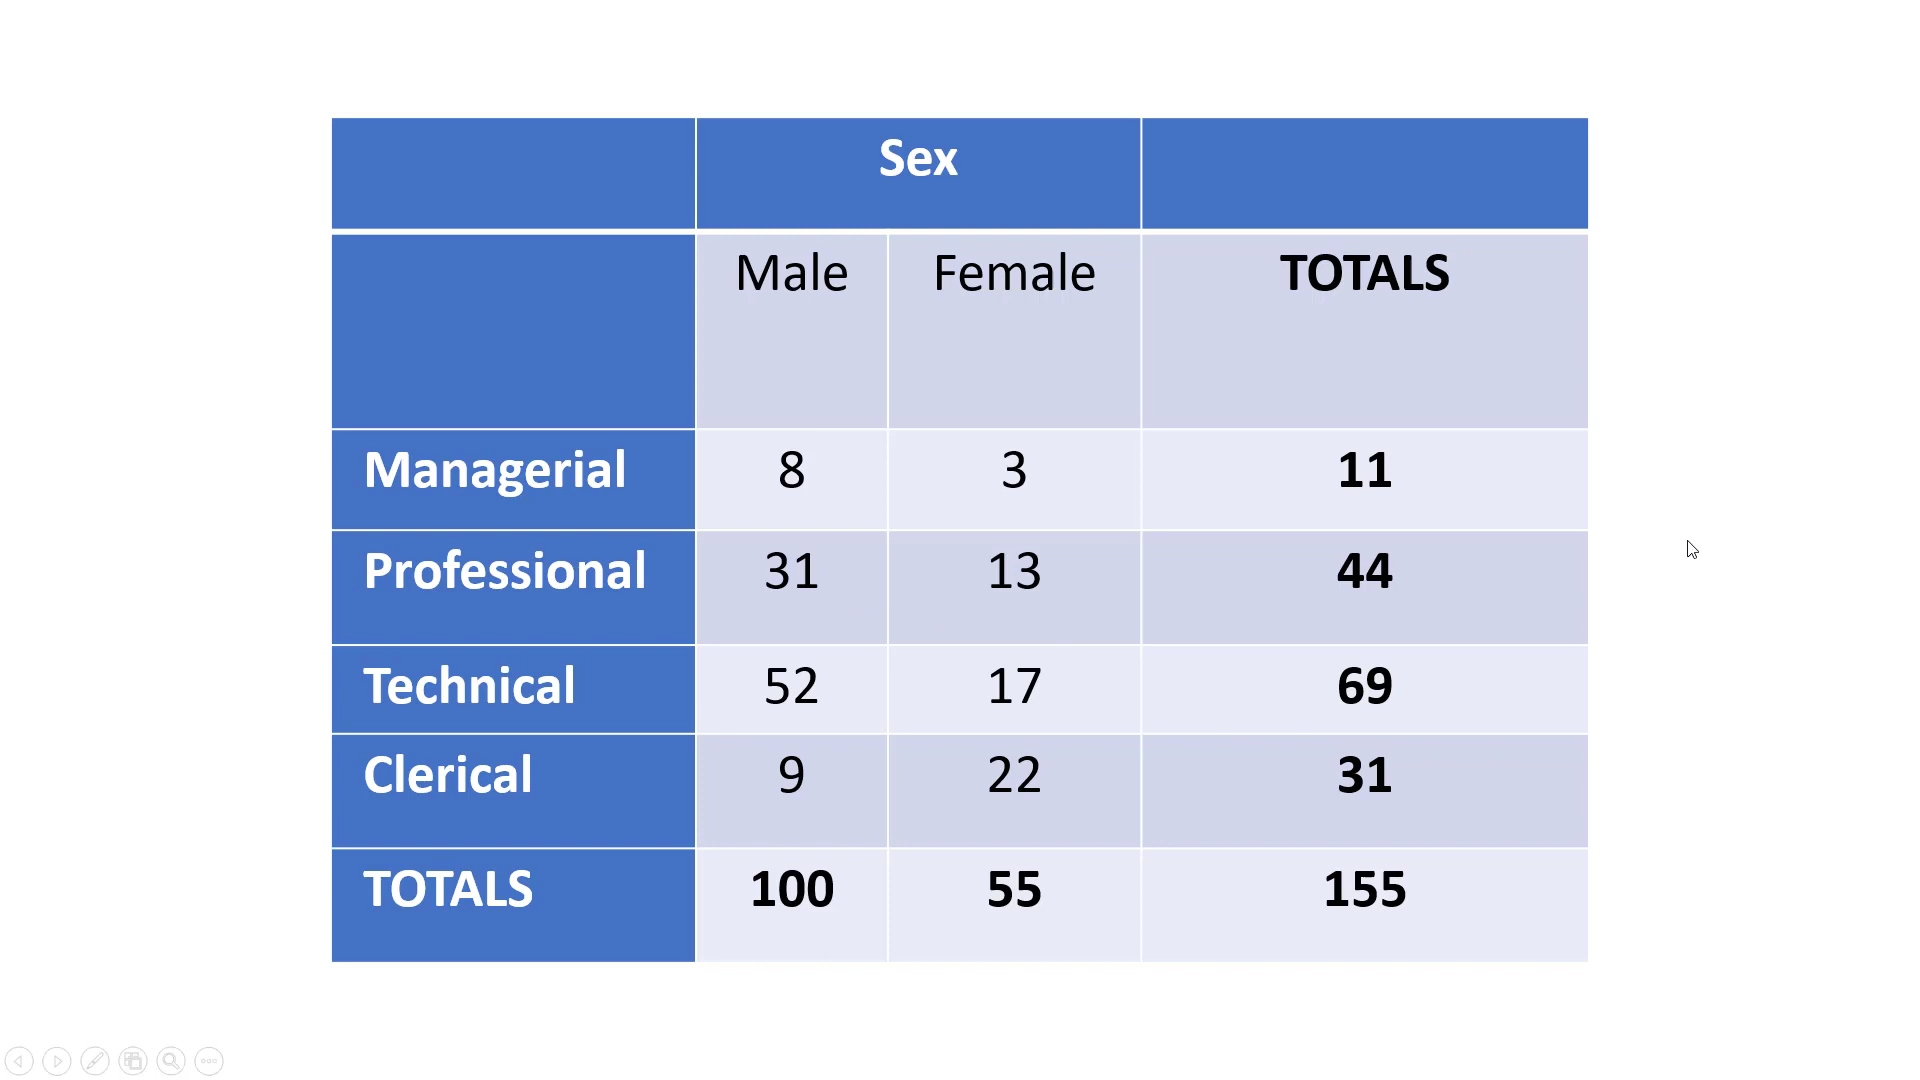 Sex
Male Female TOTALS
Managerial 8 3 11
Professional 31 13 44
Technical 52 17 69
Clerical 9 22 31
TOTALS 100 55 155